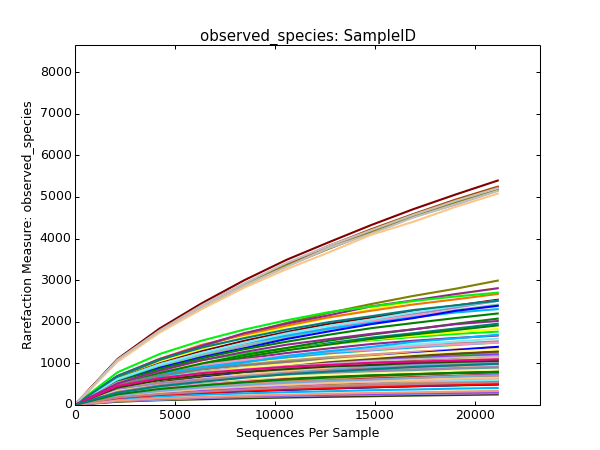 observed_species: SampleID
8000
7000
6000
5000
4000
3000
2000
1000
0
Rarefaction Measure: observed_species
0 5000 10000 15000 20000
Sequences Per Sample